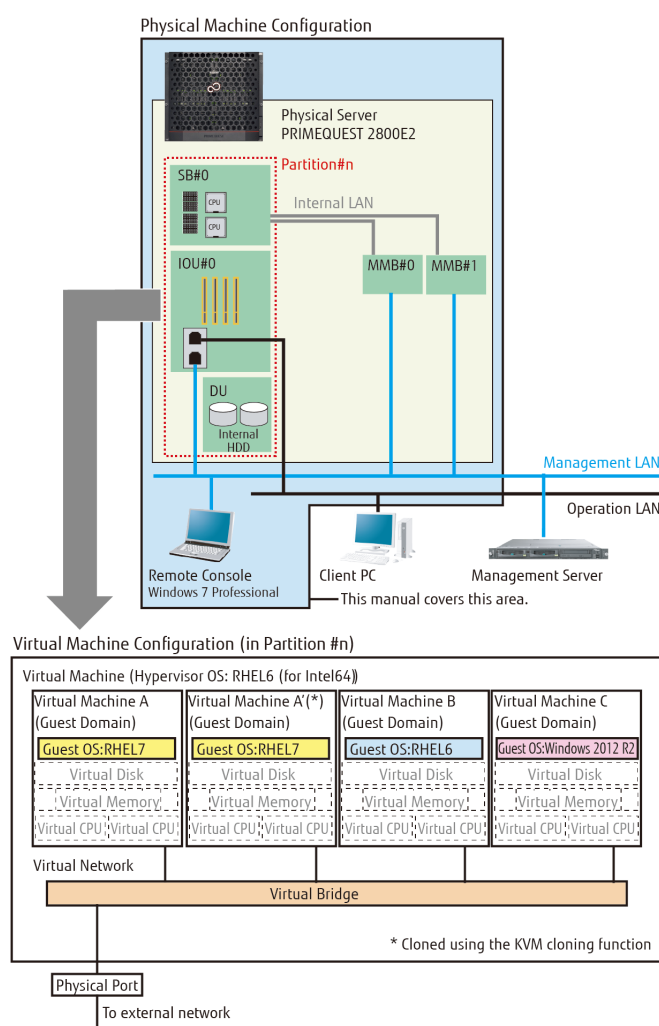 Physical Machine Configuration
Physical Server
PRIMEQUEST 2800E2
Partition#n
SB#0
CPU
CPU
Internal LAN
IOU#0
MMB#0
MMB#1
DU
Internal
HDD
Management LAN
Operation LAN
Remote Console
Windows 7 Professional
Client PC
Management Server
This manual covers this area.
Virtual Machine Configuration (in Partition #n)
Virtual Machine (Hypervisor OS: RHEL6 (for Intel64))
Virtual Machine A
(Guest Domain)
Guest OS:RHEL7
Virtual Disk
Virtual Memory
Virtual CPU
Virtual CPU
Virtual Machine A'(*)
(Guest Domain)
Guest OS:RHEL7
Virtual Disk
Virtual Memory
Virtual CPU
Virtual CPU
Virtual Machine B
(Guest Domain)
Guest OS:RHEL6
Virtual Disk
Virtual Memory
Virtual CPU
Virtual CPU
Virtual Machine C
(Guest Domain)
Guest OS:Windows 2012 R2
Virtual Disk
Virtual Memory
Virtual CPU
Virtual CPU
Virtual Network
Virtual Bridge
* Cloned using the KVM cloning function
Physical Port
To external network